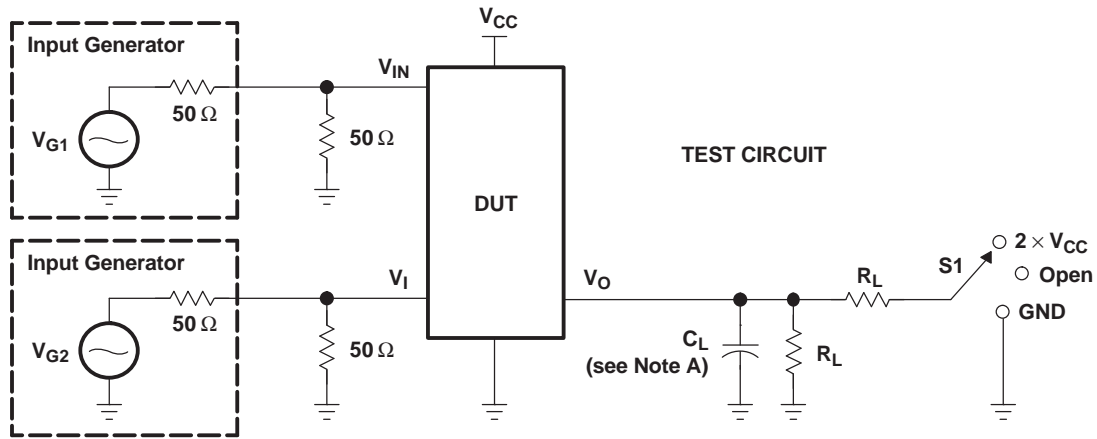 V_CC
Input Generator
V_IN
50 Ω
V_G1
50 Ω
TEST CIRCUIT
DUT
Input Generator
V_I
V_O
50 Ω
V_G2
50 Ω
C_L
(see Note A)
R_L
R_L
S1
2 × V_CC
Open
GND